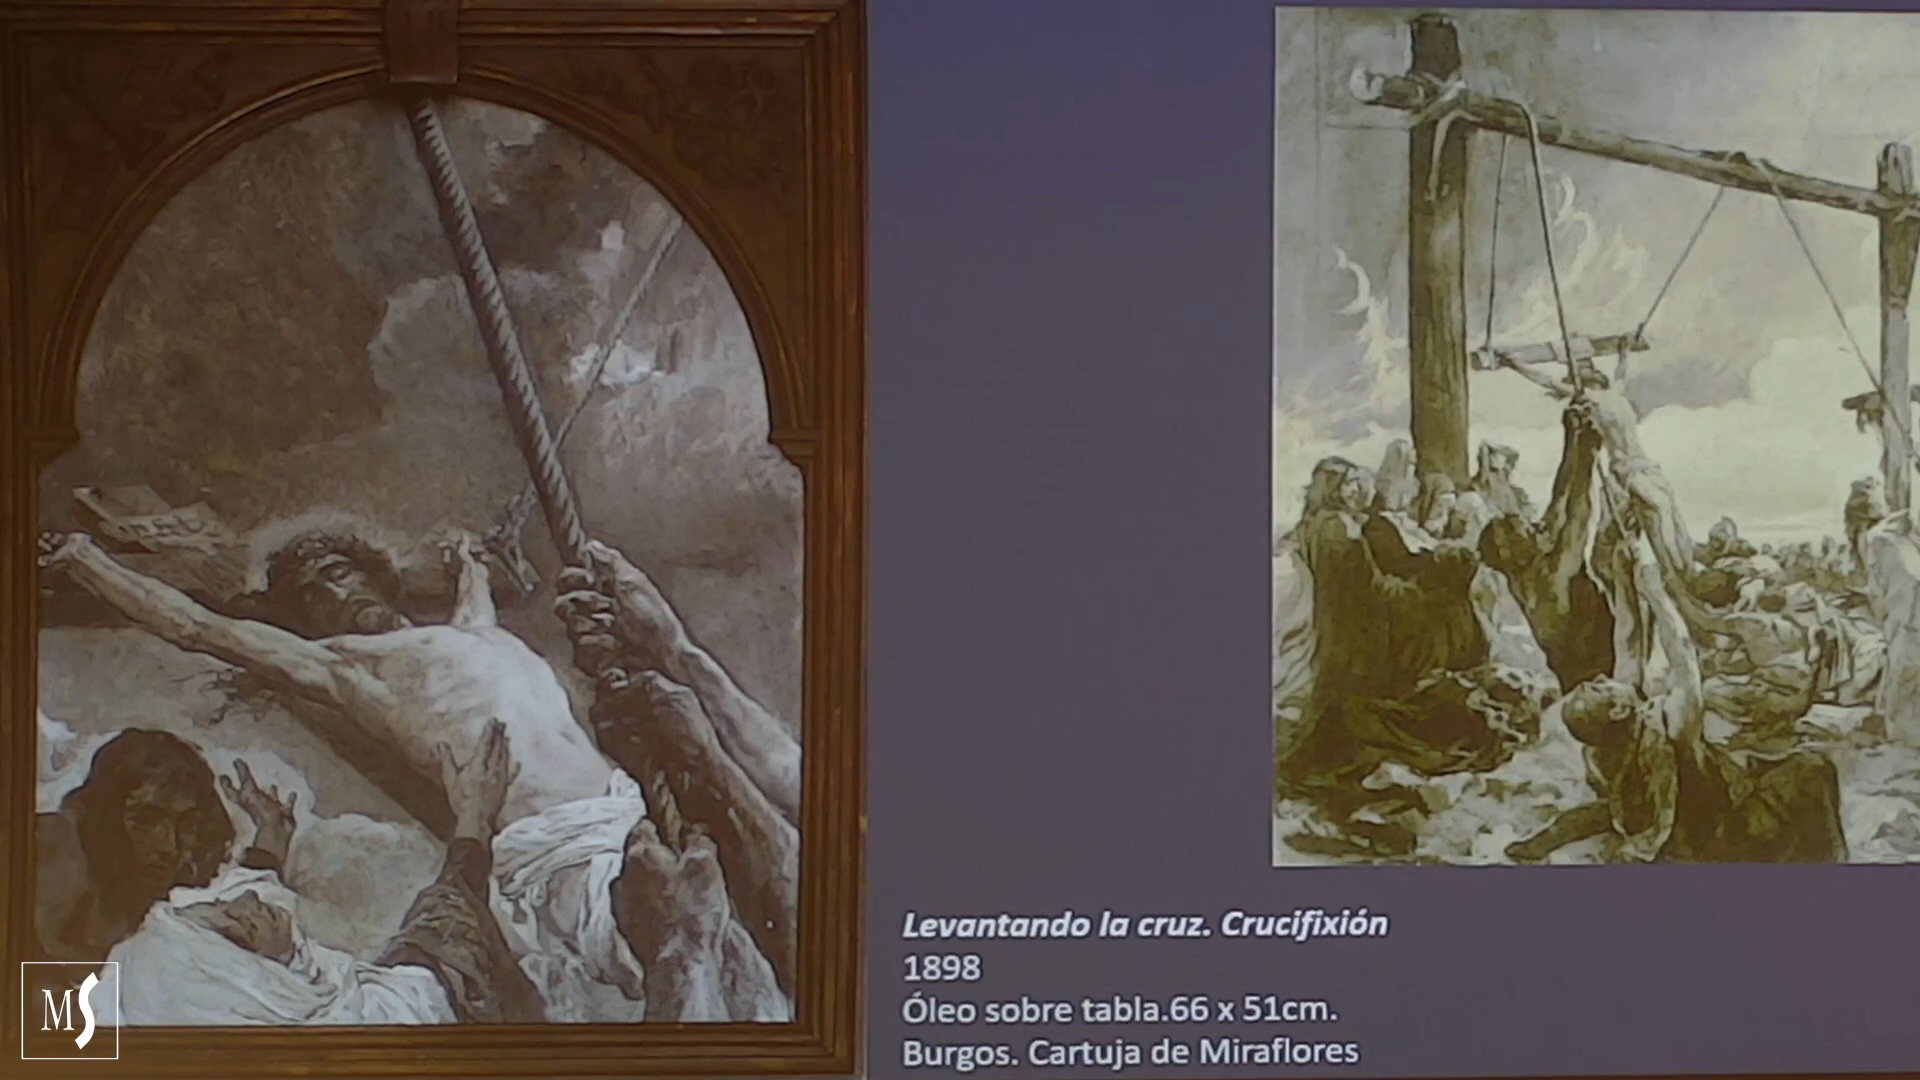 Levantando la cruz. Crucifixión
1898
Óleo sobre tabla.66 x 51cm.
Burgos. Cartuja de Miraflores
MS